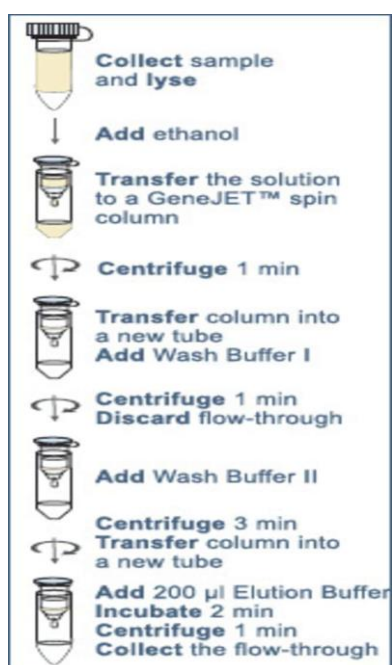 Collect sample
and lyse
Add ethanol
Transfer the solution
to a GeneJET™ spin
column
Centrifuge 1 min
Transfer column into
a new tube
Add Wash Buffer I
Centrifuge 1 min
Discard flow-through
Add Wash Buffer II
Centrifuge 3 min
Transfer column into
a new tube
Add 200 µl Elution Buffer
Incubate 2 min
Centrifuge 1 min
Collect the flow-through